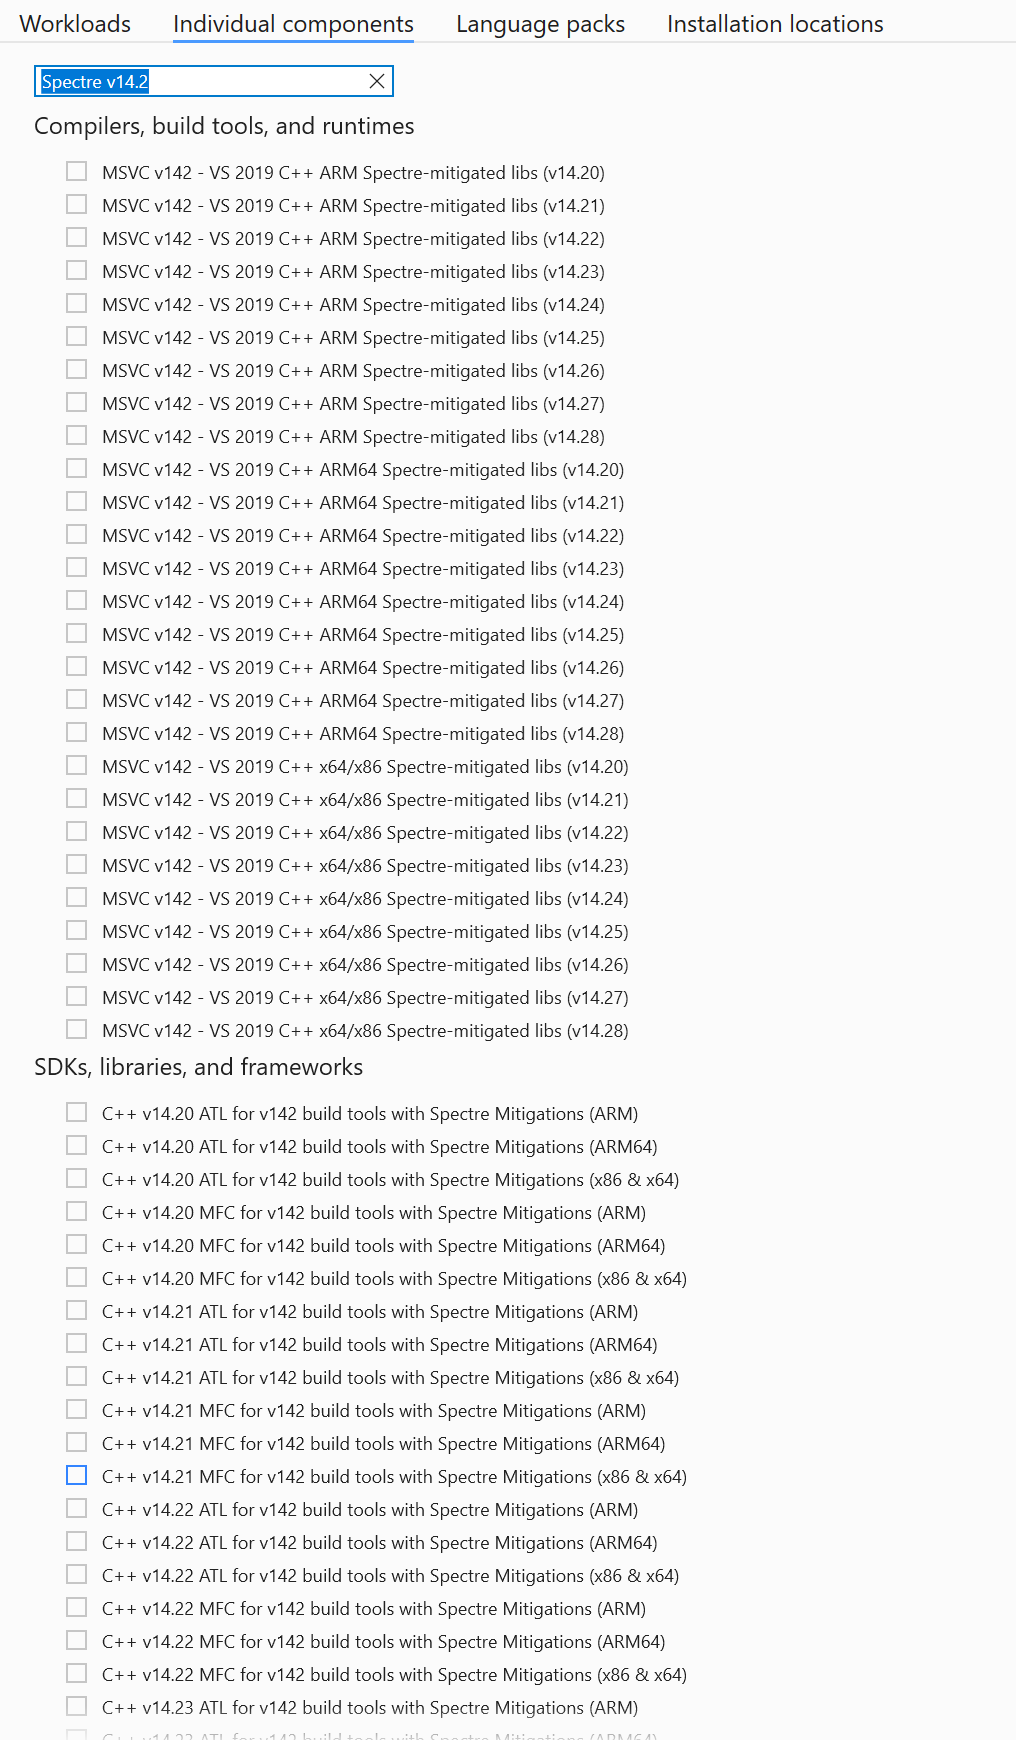 Workloads Individual components Language packs Installation locations
Spectre v14.2
Compilers, build tools, and runtimes
MSVC v142 - VS 2019 C++ ARM Spectre-mitigated libs (v14.20)
MSVC v142 - VS 2019 C++ ARM Spectre-mitigated libs (v14.21)
MSVC v142 - VS 2019 C++ ARM Spectre-mitigated libs (v14.22)
MSVC v142 - VS 2019 C++ ARM Spectre-mitigated libs (v14.23)
MSVC v142 - VS 2019 C++ ARM Spectre-mitigated libs (v14.24)
MSVC v142 - VS 2019 C++ ARM Spectre-mitigated libs (v14.25)
MSVC v142 - VS 2019 C++ ARM Spectre-mitigated libs (v14.26)
MSVC v142 - VS 2019 C++ ARM Spectre-mitigated libs (v14.27)
MSVC v142 - VS 2019 C++ ARM Spectre-mitigated libs (v14.28)
MSVC v142 - VS 2019 C++ ARM64 Spectre-mitigated libs (v14.20)
MSVC v142 - VS 2019 C++ ARM64 Spectre-mitigated libs (v14.21)
MSVC v142 - VS 2019 C++ ARM64 Spectre-mitigated libs (v14.22)
MSVC v142 - VS 2019 C++ ARM64 Spectre-mitigated libs (v14.23)
MSVC v142 - VS 2019 C++ ARM64 Spectre-mitigated libs (v14.24)
MSVC v142 - VS 2019 C++ ARM64 Spectre-mitigated libs (v14.25)
MSVC v142 - VS 2019 C++ ARM64 Spectre-mitigated libs (v14.26)
MSVC v142 - VS 2019 C++ ARM64 Spectre-mitigated libs (v14.27)
MSVC v142 - VS 2019 C++ ARM64 Spectre-mitigated libs (v14.28)
MSVC v142 - VS 2019 C++ x64/x86 Spectre-mitigated libs (v14.20)
MSVC v142 - VS 2019 C++ x64/x86 Spectre-mitigated libs (v14.21)
MSVC v142 - VS 2019 C++ x64/x86 Spectre-mitigated libs (v14.22)
MSVC v142 - VS 2019 C++ x64/x86 Spectre-mitigated libs (v14.23)
MSVC v142 - VS 2019 C++ x64/x86 Spectre-mitigated libs (v14.24)
MSVC v142 - VS 2019 C++ x64/x86 Spectre-mitigated libs (v14.25)
MSVC v142 - VS 2019 C++ x64/x86 Spectre-mitigated libs (v14.26)
MSVC v142 - VS 2019 C++ x64/x86 Spectre-mitigated libs (v14.27)
MSVC v142 - VS 2019 C++ x64/x86 Spectre-mitigated libs (v14.28)
SDKs, libraries, and frameworks
C++ v14.20 ATL for v142 build tools with Spectre Mitigations (ARM)
C++ v14.20 ATL for v142 build tools with Spectre Mitigations (ARM64)
C++ v14.20 ATL for v142 build tools with Spectre Mitigations (x86 & x64)
C++ v14.20 MFC for v142 build tools with Spectre Mitigations (ARM)
C++ v14.20 MFC for v142 build tools with Spectre Mitigations (ARM64)
C++ v14.20 MFC for v142 build tools with Spectre Mitigations (x86 & x64)
C++ v14.21 ATL for v142 build tools with Spectre Mitigations (ARM)
C++ v14.21 ATL for v142 build tools with Spectre Mitigations (ARM64)
C++ v14.21 ATL for v142 build tools with Spectre Mitigations (x86 & x64)
C++ v14.21 MFC for v142 build tools with Spectre Mitigations (ARM)
C++ v14.21 MFC for v142 build tools with Spectre Mitigations (ARM64)
C++ v14.21 MFC for v142 build tools with Spectre Mitigations (x86 & x64)
C++ v14.22 ATL for v142 build tools with Spectre Mitigations (ARM)
C++ v14.22 ATL for v142 build tools with Spectre Mitigations (ARM64)
C++ v14.22 ATL for v142 build tools with Spectre Mitigations (x86 & x64)
C++ v14.22 MFC for v142 build tools with Spectre Mitigations (ARM)
C++ v14.22 MFC for v142 build tools with Spectre Mitigations (ARM64)
C++ v14.22 MFC for v142 build tools with Spectre Mitigations (x86 & x64)
C++ v14.23 ATL for v142 build tools with Spectre Mitigations (ARM)